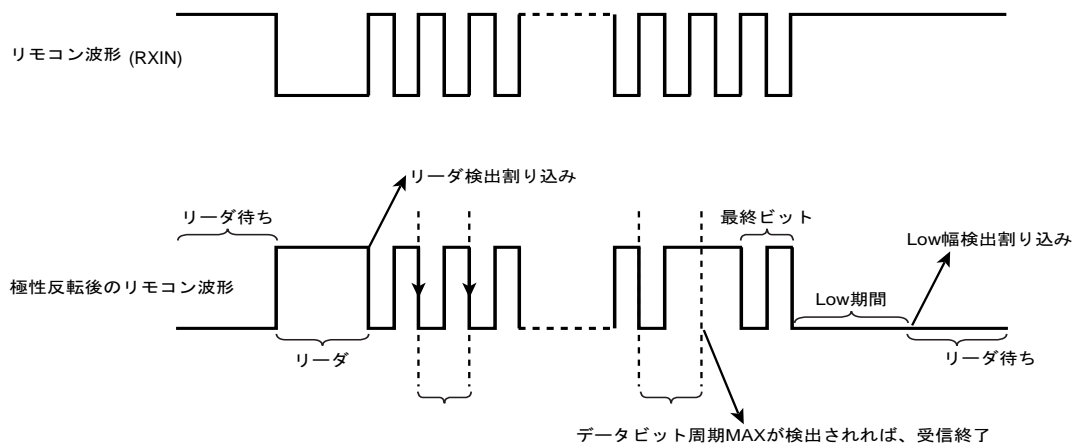 リモコン波形 (RXIN)
リーダ検出割り込み
リーダ待ち
最終ビット
Low幅検出割り込み
極性反転後のリモコン波形
Low期間
リーダ
リーダ待ち
データビット周期MAXが検出されれば、受信終了